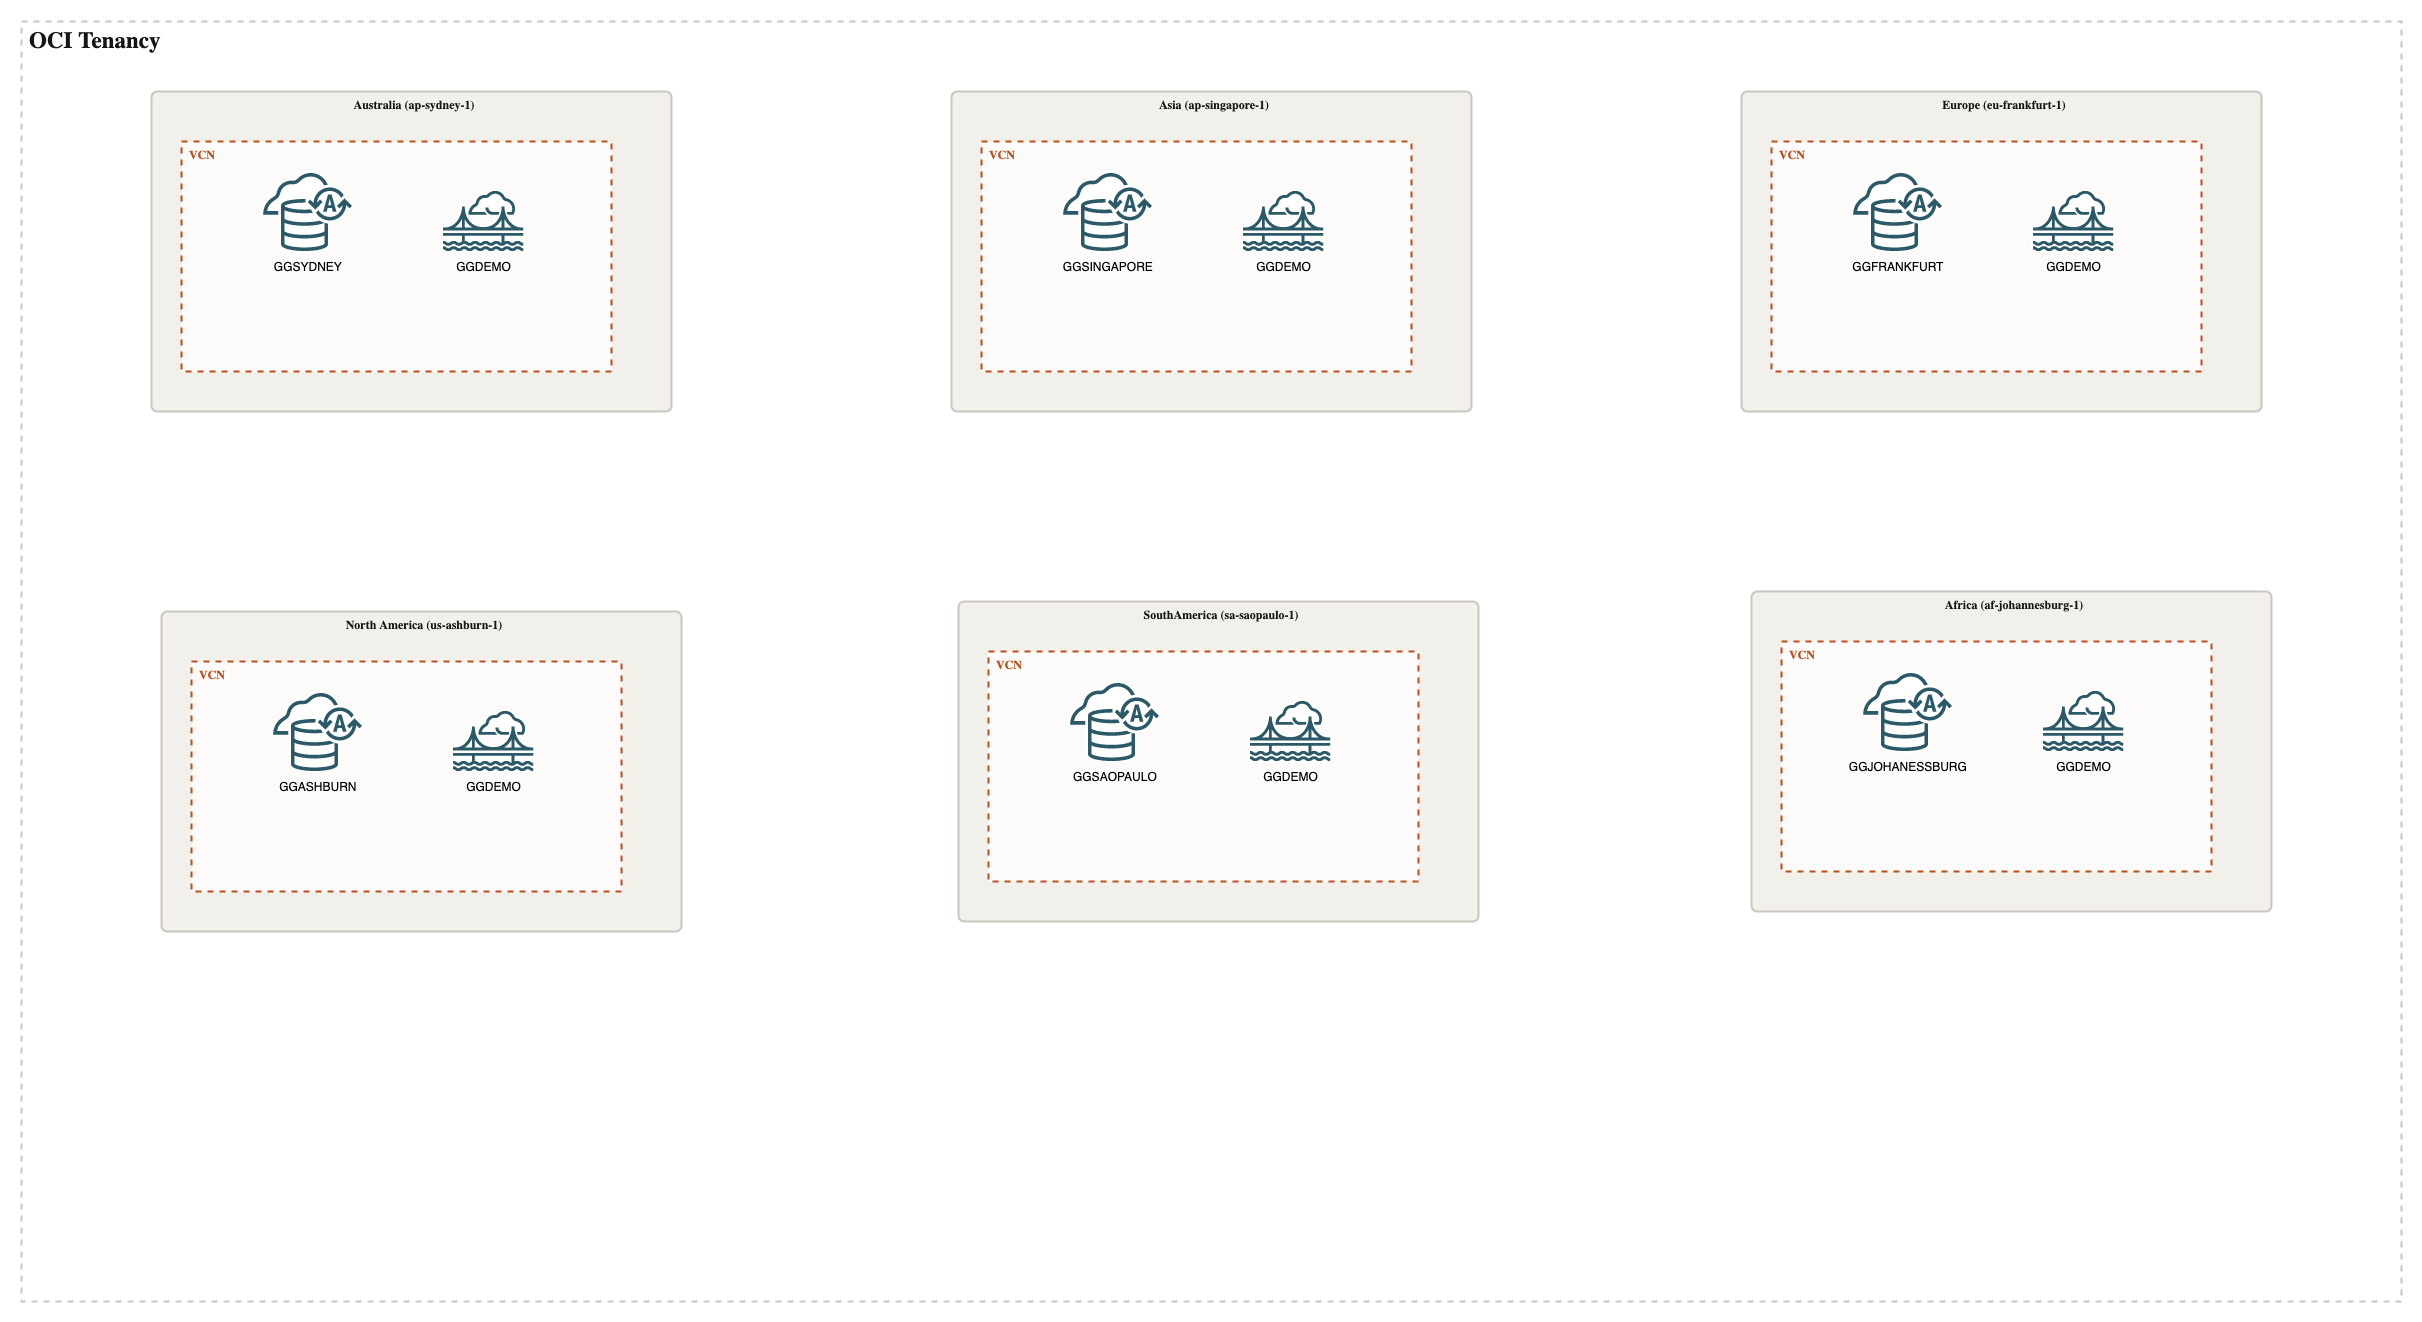 OCI Tenancy
Australia (ap-sydney-1)
VCN
GGSYDNEY
GGDEMO
Asia (ap-singapore-1)
VCN
GGSINGAPORE
GGDEMO
Europe (eu-frankfurt-1)
VCN
GGFRANKFURT
GGDEMO
North America (us-ashburn-1)
VCN
GGASHBURN
GGDEMO
SouthAmerica (sa-saopaulo-1)
VCN
GGSAOPAULO
GGDEMO
Africa (af-johannesburg-1)
VCN
GGJOHANESSBURG
GGDEMO